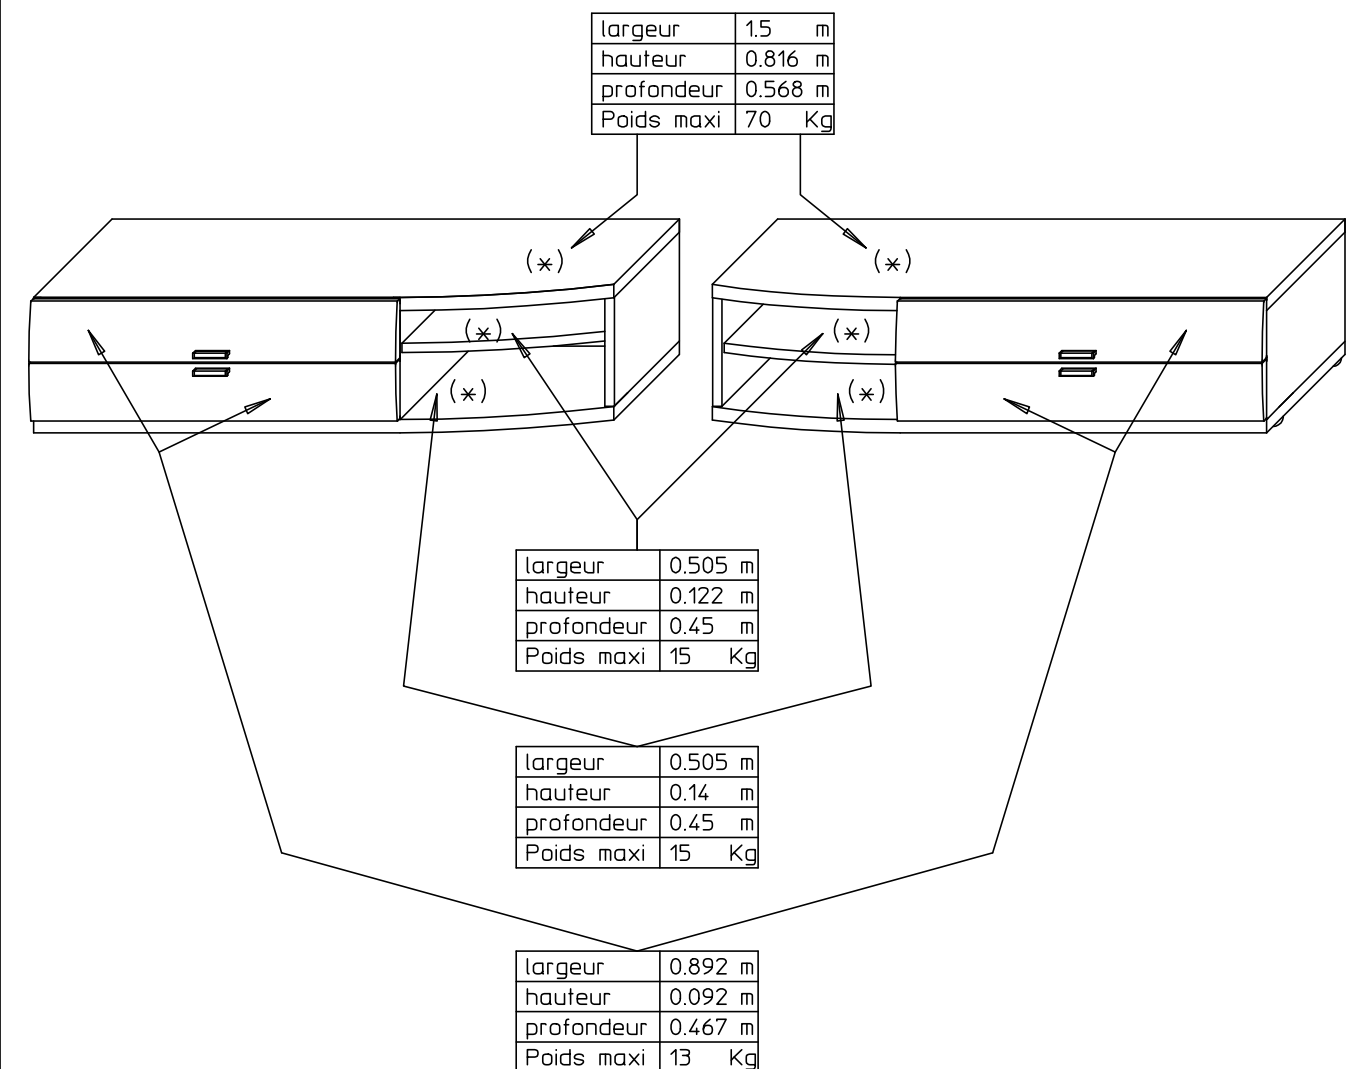 largeur 1.5 m
hauteur 0.816 m
profondeur 0.568 m
Poids maxi 70 Kg
(*) (*)
(*) (*)
(*) (*)
largeur 0.505 m
hauteur 0.122 m
profondeur 0.45 m
Poids maxi 15 Kg
largeur 0.505 m
hauteur 0.14 m
profondeur 0.45 m
Poids maxi 15 Kg
largeur 0.892 m
hauteur 0.092 m
profondeur 0.467 m
Poids maxi 13 Kg